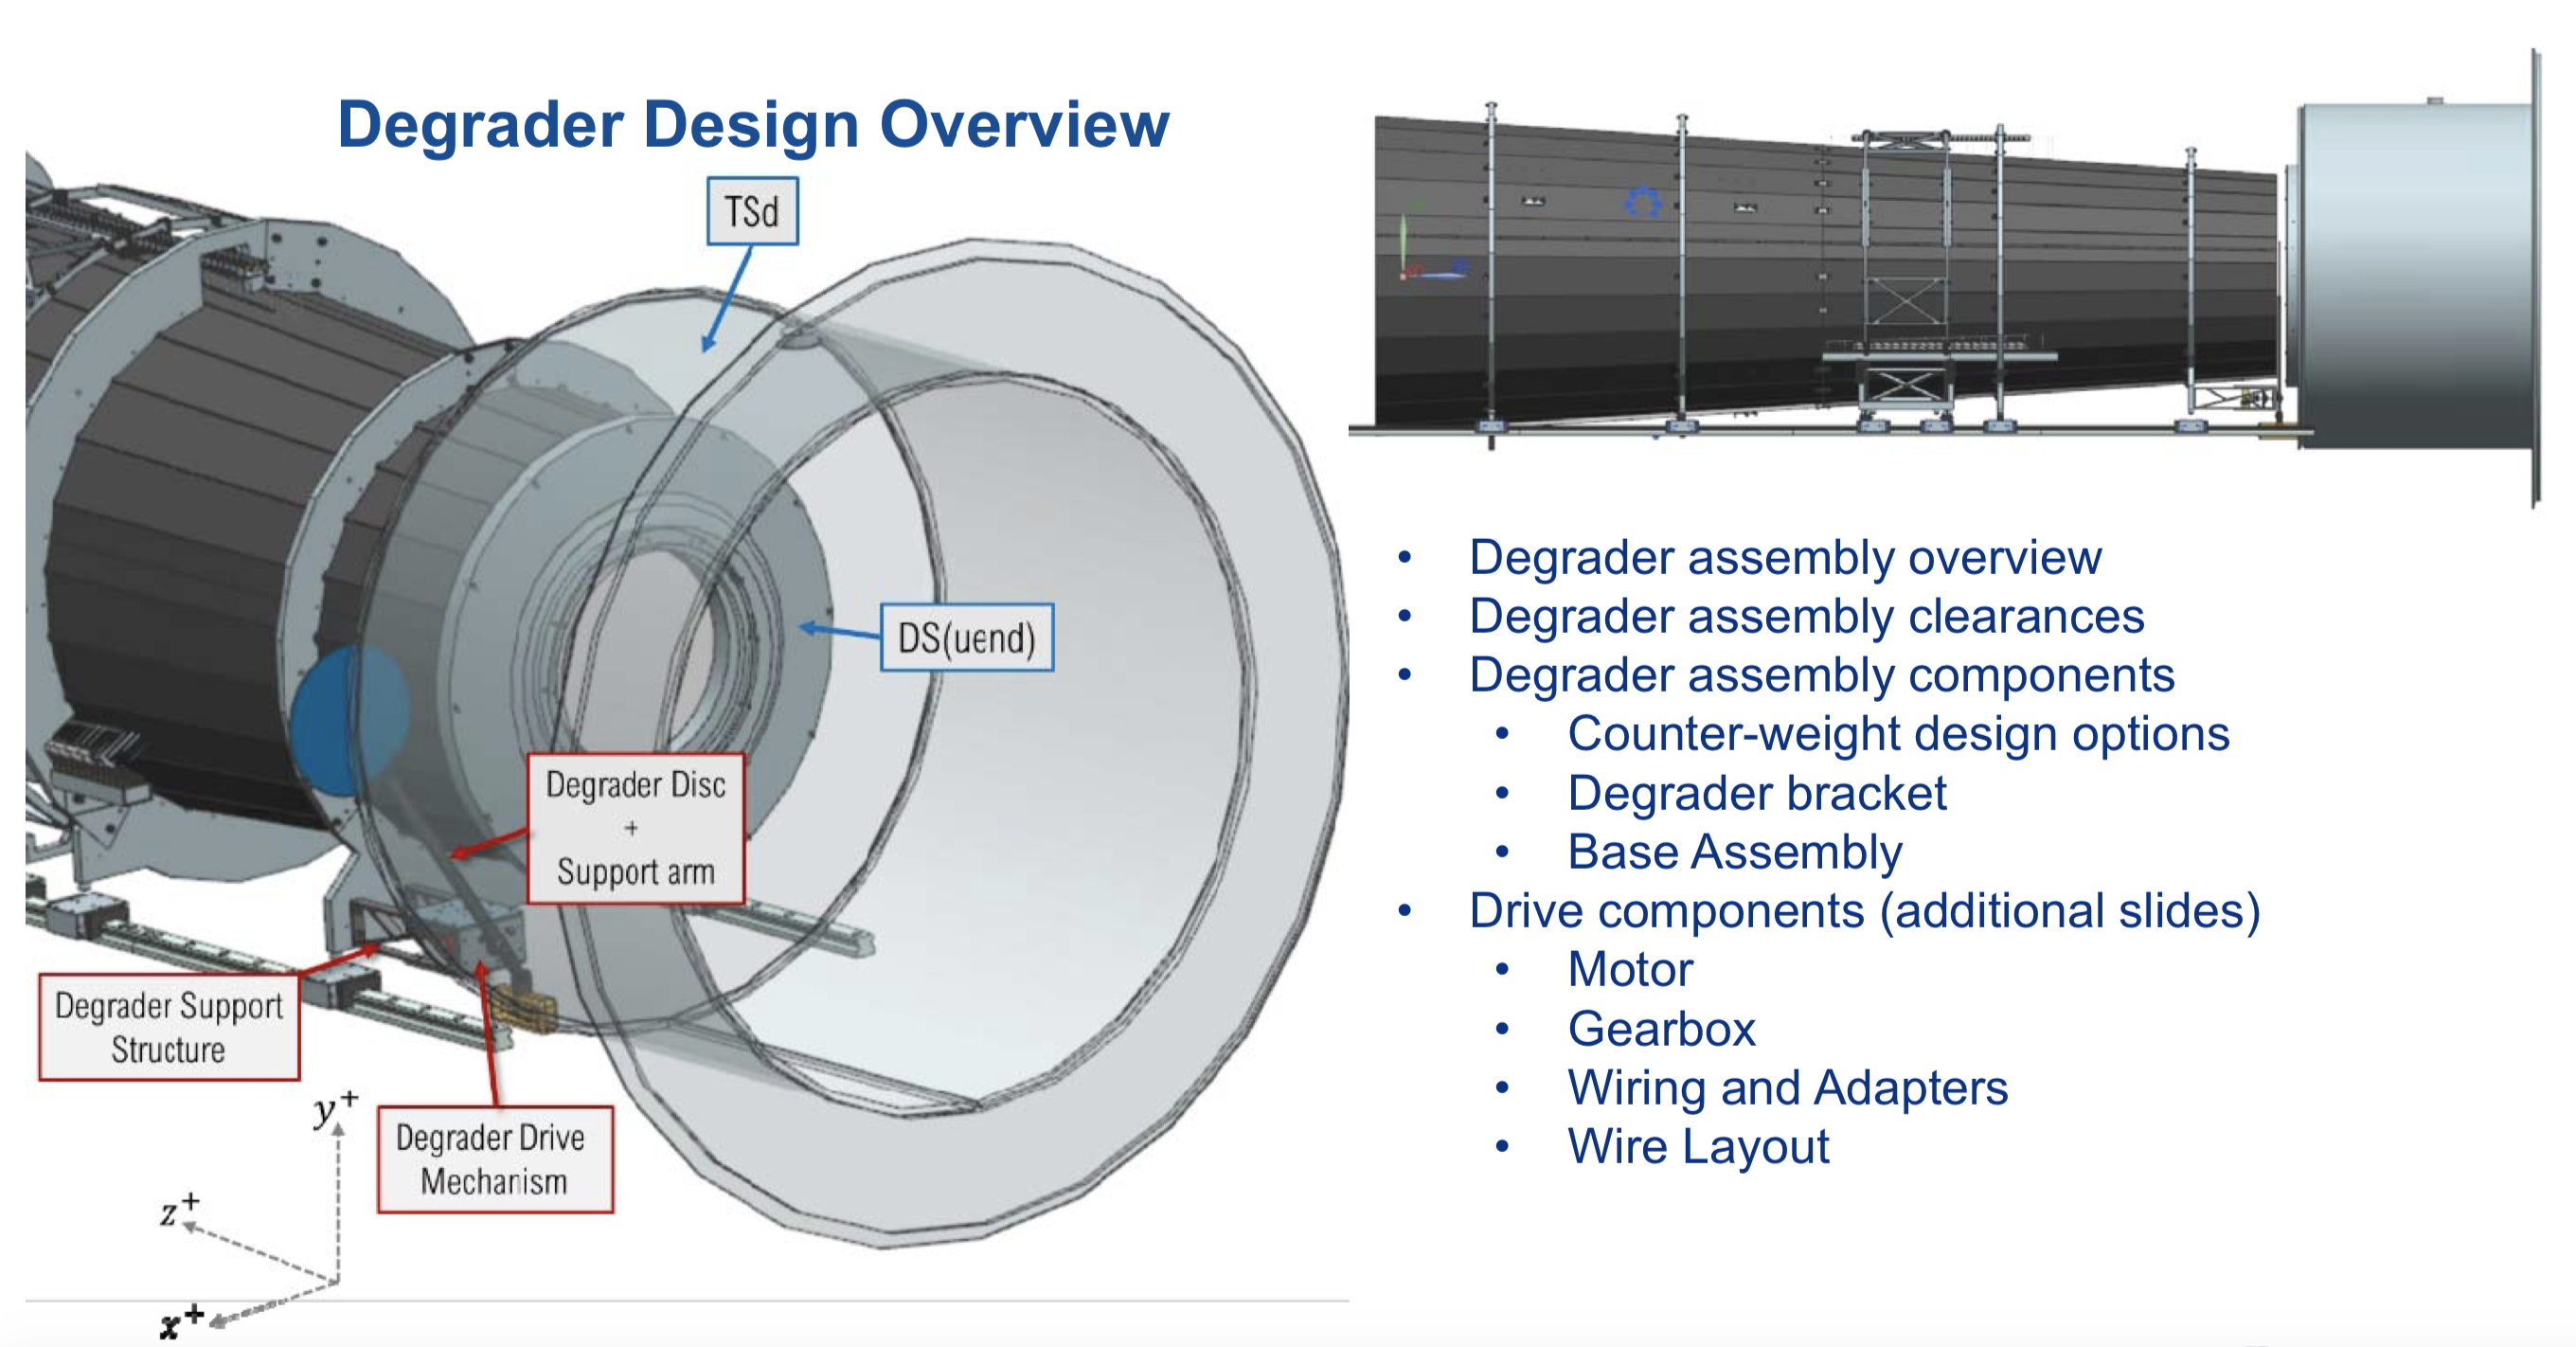 Degrader Design Overview
TSd
DS(uend)
Degrader Disc
+
Support arm
Degrader Support
Structure
Degrader Drive
Mechanism
y+
z+
x+
• Degrader assembly overview
• Degrader assembly clearances
• Degrader assembly components
• Counter-weight design options
• Degrader bracket
• Base Assembly
• Drive components (additional slides)
• Motor
• Gearbox
• Wiring and Adapters
• Wire Layout